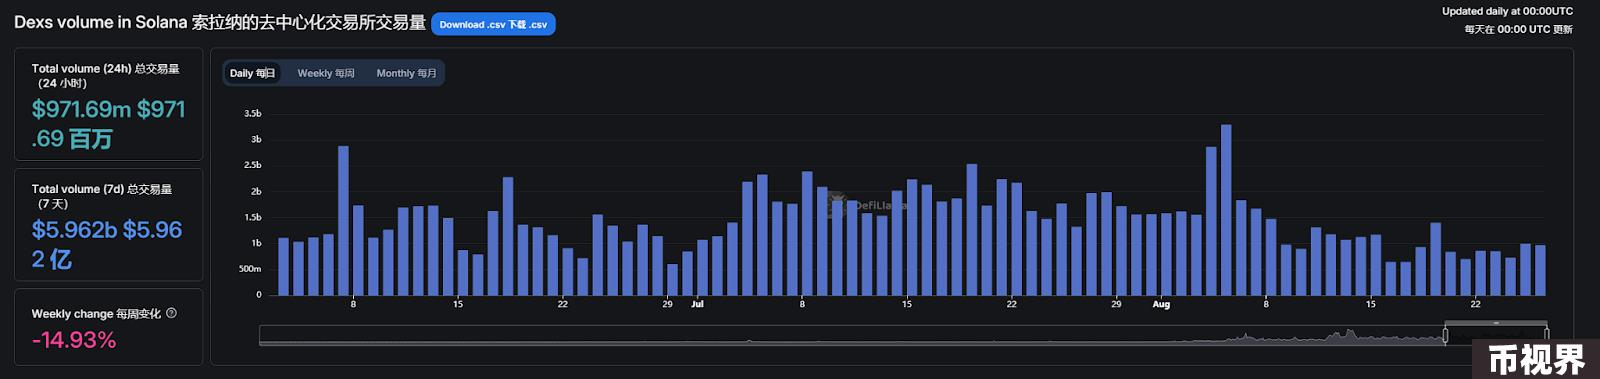 Dexs volume in Solana 索拉纳的去中心化交易所交易量
Download .csv 下载 .csv
Updated daily at 00:00UTC
每天在 00:00 UTC 更新
Total volume (24h) 总交易量
（24 小时）
$971.69m $971
.69 百万
Total volume (7d) 总交易量
（7 天）
$5.962b $5.96
2 亿
Weekly change 每周变化
-14.93%
Daily 每日
Weekly 每周
Monthly 每月
3.5b
3b
2.5b
2b
1.5b
1b
500m
0
DefiLlama
8 15 22 29 Jul 8 15 22 29 Aug 8 15 22
币视界